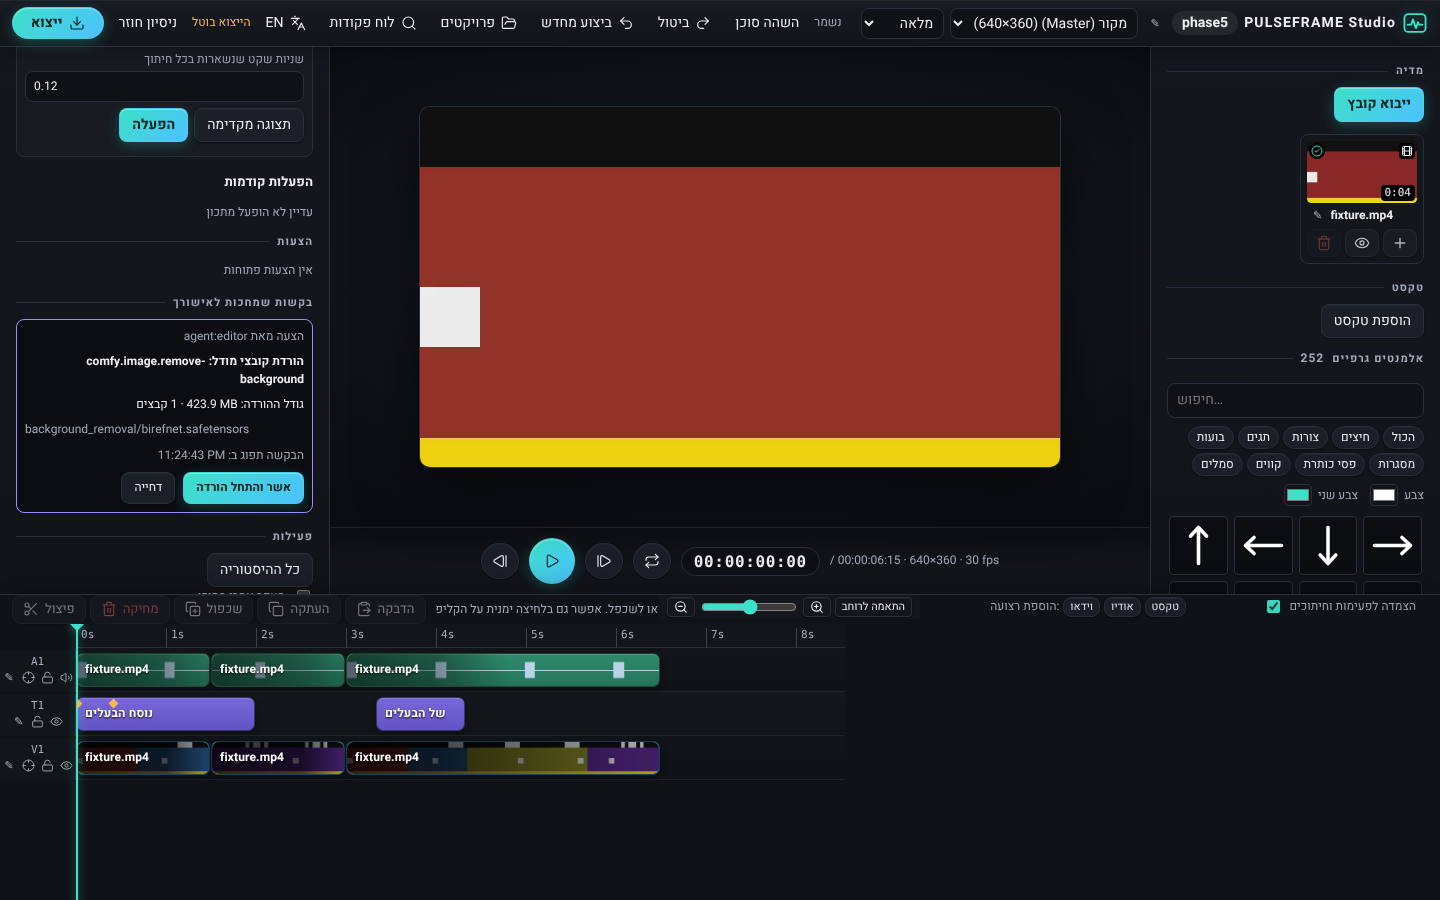 PULSEFRAME Studio
phase5
מקור (Master) (640×360)
מלאה
נשמר
השהה סוכן
ביטול
ביצוע מחדש
פרויקטים
לוח פקודות
EN
הייצוא בוטל
ניסיון חוזר
ייצוא
מדיה
ייבוא קובץ
0:04
fixture.mp4
טקסט
הוספת טקסט
אלמנטים גרפיים 252
חיפוש...
הכול
חיצים
צורות
תגים
בועות
מסגרות
פסי כותרת
קווים
סמלים
צבע
צבע שני
שניות שקט שנשארות בכל חיתוך
0.12
תצוגה מקדימה
הפעלה
הפעלות קודמות
עדיין לא הופעל מתכון
הצעות
אין הצעות פתוחות
בקשות שמחכות לאישורך
הצעה מאת agent:editor
הורדת קובצי מודל: comfy.image.remove-
background
גודל ההורדה: 423.9 MB · 1 קבצים
background_removal/birefnet.safetensors
הבקשה תפוג ב: 11:24:43 PM
אשר והתחל הורדה
דחייה
פעילות
כל ההיסטוריה
00:00:00:00
/ 00:00:06:15 · 640×360 · 30 fps
פיצול
מחיקה
שכפול
העתקה
הדבקה
או לשכפל. אפשר גם בלחיצה ימנית על הקליפ
התאמה לרוחב
הוספת רצועה:
וידאו
אודיו
טקסט
הצמדה לפעימות וחיתוכים
0s
1s
2s
3s
4s
5s
6s
7s
8s
A1
fixture.mp4
fixture.mp4
fixture.mp4
T1
נוסח הבעלים
של הבעלים
V1
fixture.mp4
fixture.mp4
fixture.mp4